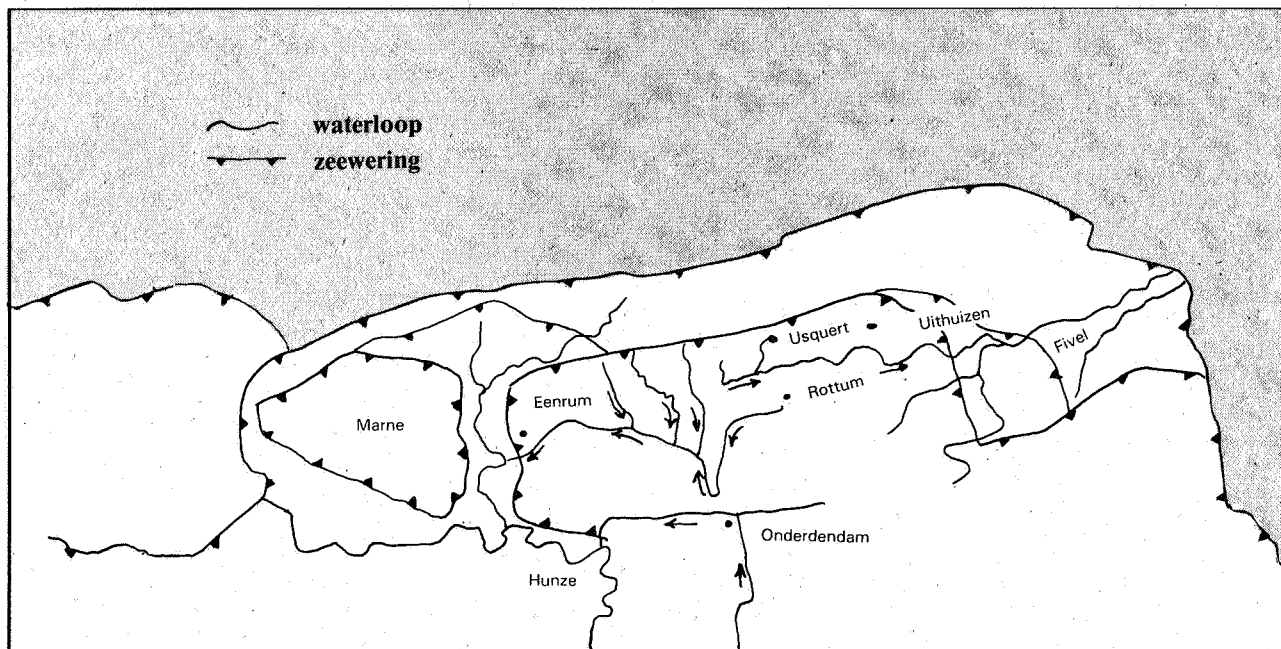 waterloop
zeewering
Usquert
Uithuizen
Fivel
Rottum
Eenrum
Marne
Onderdendam
Hunze